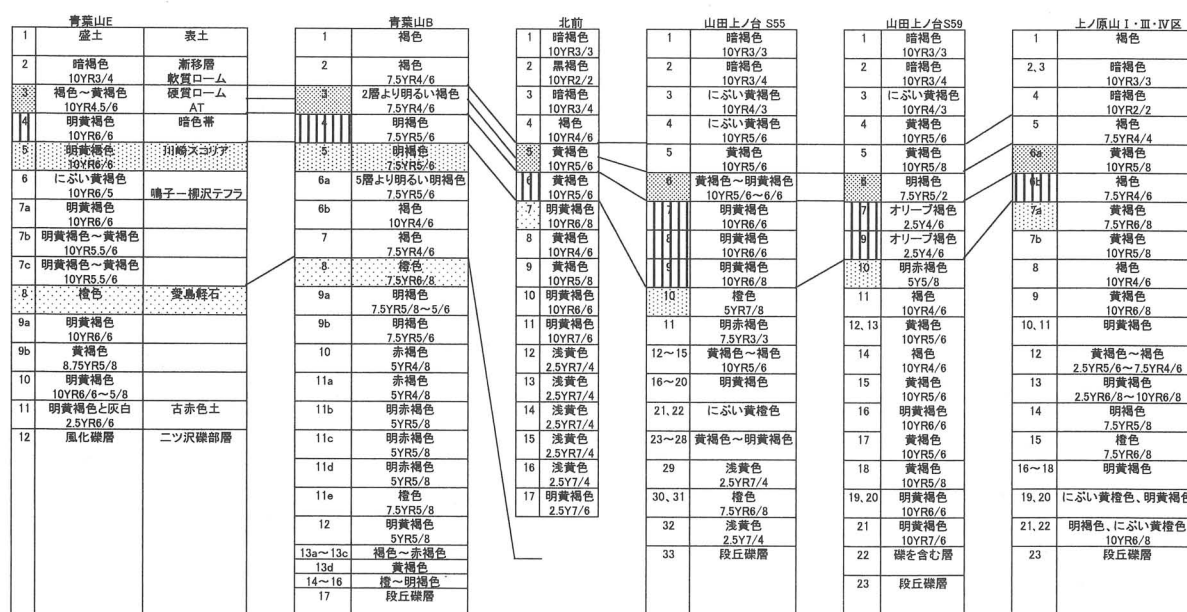 青葉山E
1 盛土 表土
2 暗褐色 漸移層
10YR3/4 軟質ローム
3 褐色～黄褐色 硬質ローム
10YR4.5/6 AT
4 明黄褐色 暗色帯
10YR6/6
5 明黄褐色 川崎スコリア
10YR6/6
6 にぶい黄褐色
10YR6/5 鳴子－柳沢テフラ
7a 明黄褐色
10YR6/6
7b 明黄褐色～黄褐色
10YR5.5/6
7c 明黄褐色～黄褐色
10YR5.5/6
8 橙色 愛島軽石
9a 明黄褐色
10YR6/6
9b 黄褐色
8.75YR5/8
10 明黄褐色
10YR6/6～5/8
11 明黄褐色と灰白 古赤色土
2.5YR6/6
12 風化礫層 二ツ沢礫部層
青葉山B
1 褐色
2 褐色
7.5YR4/6
3 2層より明るい褐色
7.5YR4/6
4 明褐色
7.5YR5/6
5 明褐色
7.5YR5/6
6a 5層より明るい明褐色
7.5YR5/6
6b 褐色
10YR4/6
7 褐色
7.5YR4/6
8 橙色
7.5YR6/8
9a 明褐色
7.5YR5/8～5/6
9b 明褐色
7.5YR5/6
10 赤褐色
5YR4/8
11a 赤褐色
5YR4/8
11b 明赤褐色
5YR5/8
11c 明赤褐色
5YR5/8
11d 明赤褐色
5YR5/6
11e 橙色
7.5YR5/8
12 明黄褐色
5YR5/8
13a～13c 褐色～赤褐色
13d 黄褐色
14～16 橙～明褐色
17 段丘礫層
北前
1 暗褐色
10YR3/3
2 黒褐色
10YR2/2
3 暗褐色
10YR3/4
4 褐色
10YR4/6
5 黄褐色
10YR5/6
6 黄褐色
10YR5/6
7 明黄褐色
10YR6/8
8 黄褐色
10YR4/6
9 黄褐色
10YR5/8
10 明黄褐色
10YR6/6
11 明黄褐色
10YR7/6
12 浅黄色
2.5YR7/4
13 浅黄色
2.5YR7/4
14 浅黄色
2.5YR7/4
15 浅黄色
2.5YR7/4
16 浅黄色
2.5Y7/4
17 明黄褐色
2.5Y7/6
山田上ノ台 S55
1 暗褐色
10YR3/3
2 暗褐色
10YR3/4
3 にぶい黄褐色
10YR4/3
4 にぶい黄褐色
10YR5/6
5 黄褐色
10YR5/6
6 黄褐色～明黄褐色
10YR5/6～6/6
7 明黄褐色
10YR6/6
8 明黄褐色
10YR6/6
9 明黄褐色
10YR6/8
10 橙色
5YR7/8
11 明赤褐色
7.5YR3/3
12～15 黄褐色～褐色
10YR5/6
16～20 明黄褐色
21、22 にぶい黄橙色
23～28 黄褐色～明黄褐色
29 浅黄色
2.5YR7/4
30、31 橙色
7.5YR6/8
32 浅黄色
2.5Y7/4
33 段丘礫層
山田上ノ台S59
1 暗褐色
10YR3/3
2 暗褐色
10YR3/4
3 にぶい黄褐色
10YR4/3
4 黄褐色
10YR5/6
5 黄褐色
10YR5/8
6 明褐色
7.5YR5/2
7 オリーブ褐色
2.5Y4/6
9 オリーブ褐色
2.5Y4/6
10 明赤褐色
5Y5/8
11 褐色
10YR4/6
12、13 黄褐色
10YR5/6
14 褐色
10YR4/6
15 黄褐色
10YR5/6
16 明黄褐色
10YR6/6
17 黄褐色
10YR5/6
18 黄褐色
10YR5/8
19、20 明黄褐色
10YR6/6
21 明黄褐色
10YR7/6
22 礫を含む層
23 段丘礫層
上ノ原山 I・III・IV区
1 褐色
2、3 暗褐色
10YR3/3
4 暗褐色
10YR2/2
5 褐色
7.5YR4/4
6a 黄褐色
10YR5/8
6b 褐色
7.5YR4/6
7a 黄褐色
7.5YR6/8
7b 黄褐色
10YR5/8
8 褐色
10YR4/6
9 黄褐色
10YR6/8
10、11 明黄褐色
12 黄褐色～褐色
2.5YR5/6～7.5YR4/6
13 明黄褐色
2.5YR6/8～10YR6/8
14 明褐色
7.5YR5/8
15 橙色
7.5YR6/8
16～18 明黄褐色
19、20 にぶい黄橙色、明黄褐色
21、22 明褐色、にぶい黄橙色
10YR6/8
23 段丘礫層